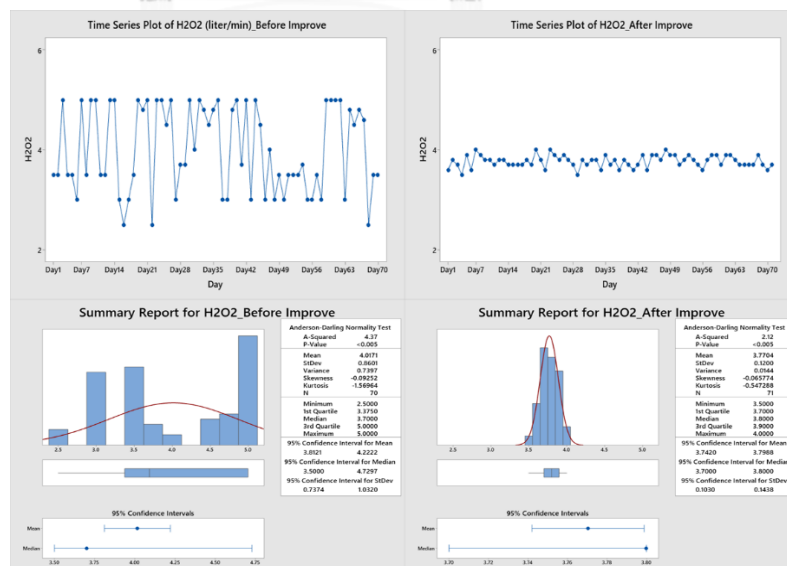 Time Series Plot of H2O2 (liter/min)_Before Improve
6
4
2
H2O2
Day1 Day7 Day14 Day21 Day28 Day35 Day42 Day49 Day56 Day63 Day70
Day
Time Series Plot of H2O2_After Improve
6
4
2
H2O2
Day1 Day7 Day14 Day21 Day28 Day35 Day42 Day49 Day56 Day63 Day70
Day
Summary Report for H2O2_Before Improve
2.5 3.0 3.5 4.0 4.5 5.0
Anderson-Darling Normality Test
A-Squared 4.37
P-Value <0.005
Mean 4.0171
StDev 0.8601
Variance 0.7397
Skewness -0.09252
Kurtosis -1.56964
N 70
Minimum 2.5000
1st Quartile 3.3750
Median 3.7000
3rd Quartile 5.0000
Maximum 5.0000
95% Confidence Interval for Mean
3.8121 4.2222
95% Confidence Interval for Median
3.5000 4.7297
95% Confidence Interval for StDev
0.7374 1.0320
95% Confidence Intervals
Mean
Median
3.50 3.75 4.00 4.25 4.50 4.75
Summary Report for H2O2_After Improve
2.5 3.0 3.5 4.0 4.5 5.0
Anderson-Darling Normality Test
A-Squared 2.12
P-Value <0.005
Mean 3.7704
StDev 0.1200
Variance 0.0144
Skewness -0.065774
Kurtosis -0.547288
N 71
Minimum 3.5000
1st Quartile 3.7000
Median 3.8000
3rd Quartile 3.9000
Maximum 4.0000
95% Confidence Interval for Mean
3.7420 3.7988
95% Confidence Interval for Median
3.7000 3.8000
95% Confidence Interval for StDev
0.1030 0.1438
95% Confidence Intervals
Mean
Median
3.70 3.72 3.74 3.76 3.78 3.80